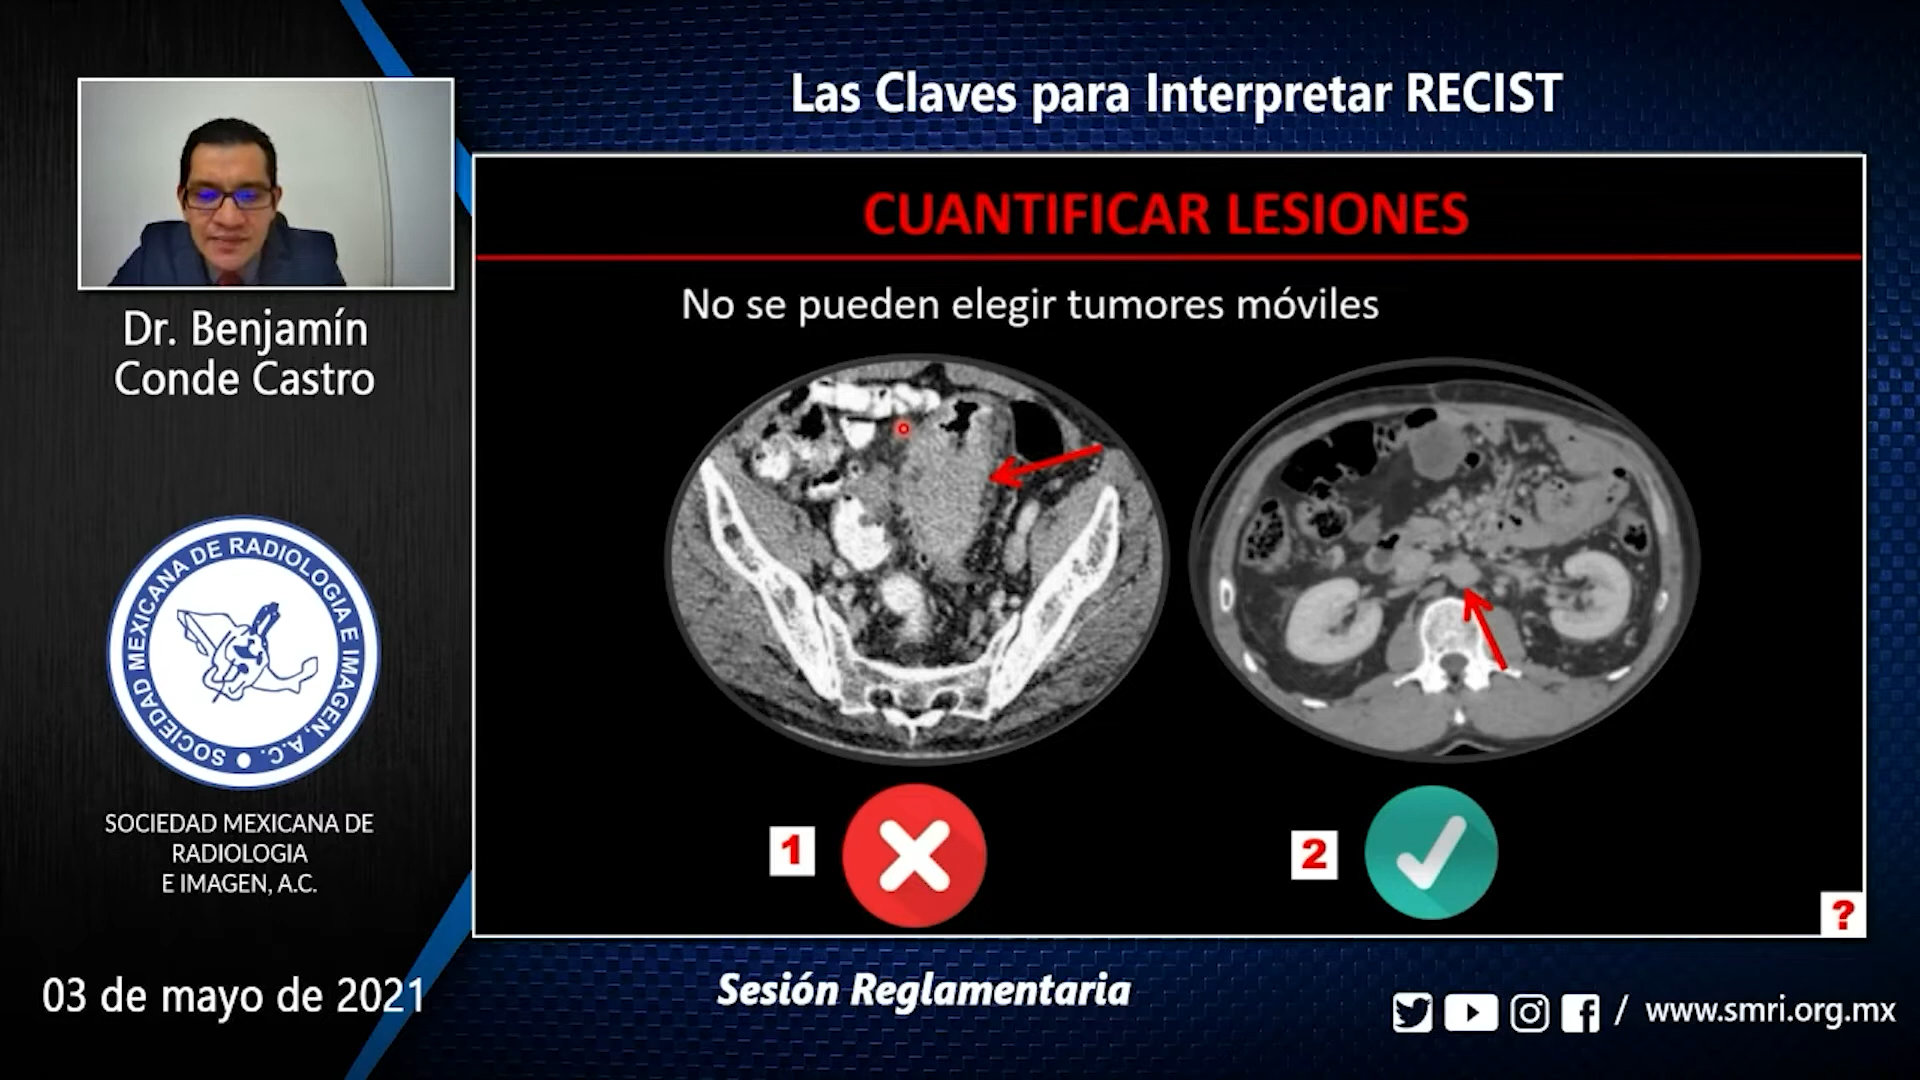 Las Claves para Interpretar RECIST
CUANTIFICAR LESIONES
No se pueden elegir tumores móviles
1
2
?
Dr. Benjamín
Conde Castro
SOCIEDAD MEXICANA DE RADIOLOGIA E IMAGEN, A.C.
SOCIEDAD MEXICANA DE
RADIOLOGIA
E IMAGEN, A.C.
03 de mayo de 2021
Sesión Reglamentaria
/ www.smri.org.mx